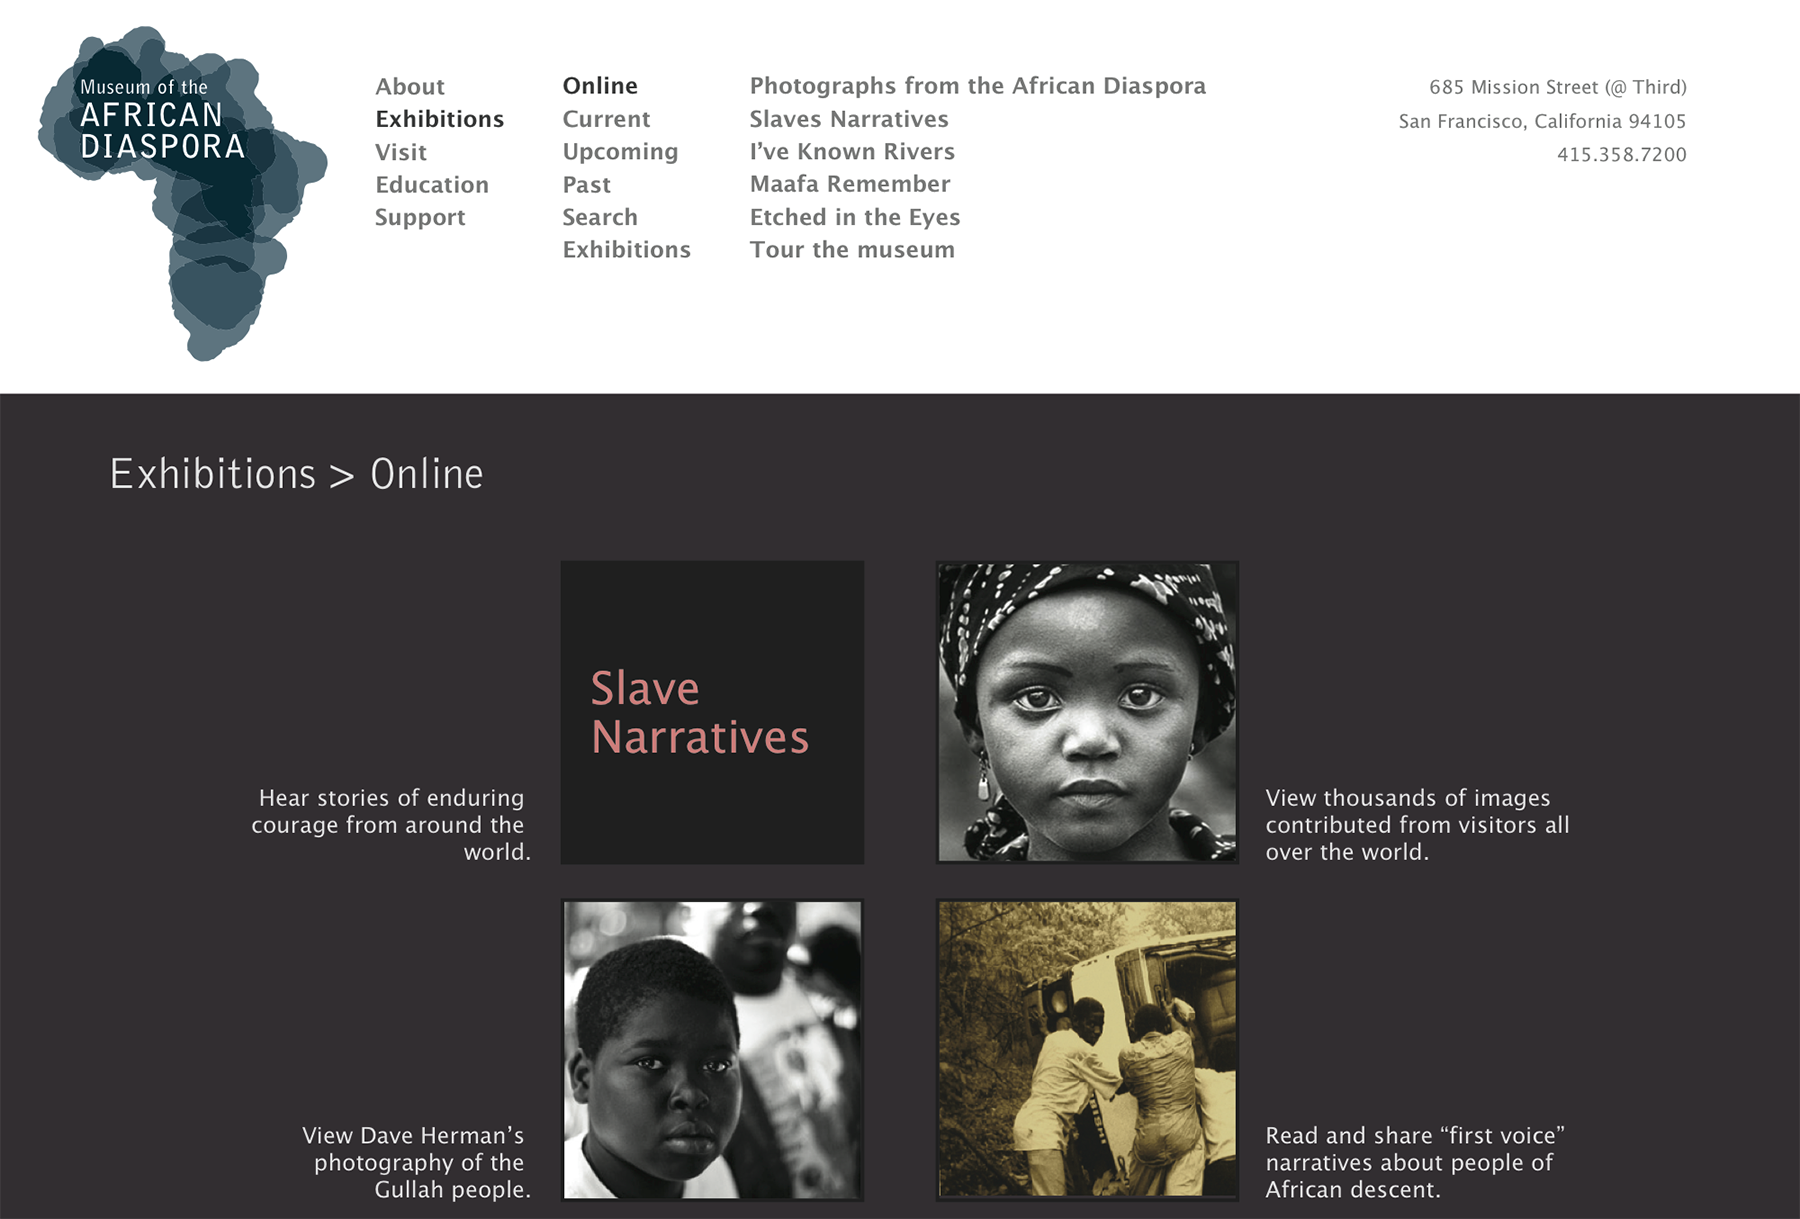 Museum of the
AFRICAN
DIASPORA
About
Exhibitions
Visit
Education
Support
Online
Current
Upcoming
Past
Search
Exhibitions
Photographs from the African Diaspora
Slaves Narratives
I’ve Known Rivers
Maafa Remember
Etched in the Eyes
Tour the museum
685 Mission Street (@ Third)
San Francisco, California 94105
415.358.7200
Exhibitions > Online
Hear stories of enduring
courage from around the
world.
Slave
Narratives
View thousands of images
contributed from visitors all
over the world.
View Dave Herman’s
photography of the
Gullah people.
Read and share “first voice”
narratives about people of
African descent.